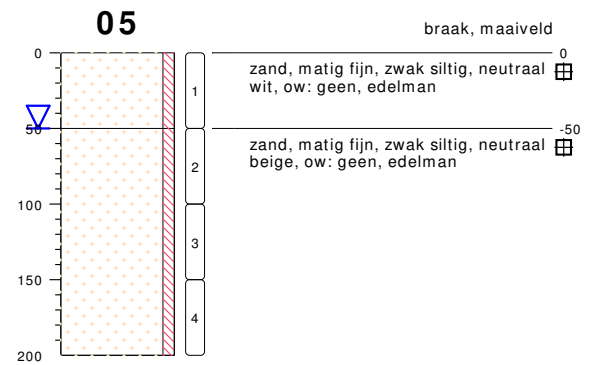 05
braak, maaiveld
0
0
zand, matig fijn, zwak siltig, neutraal
wit, ow: geen, edelman
1
50
-50
zand, matig fijn, zwak siltig, neutraal
beige, ow: geen, edelman
2
100
3
150
4
200